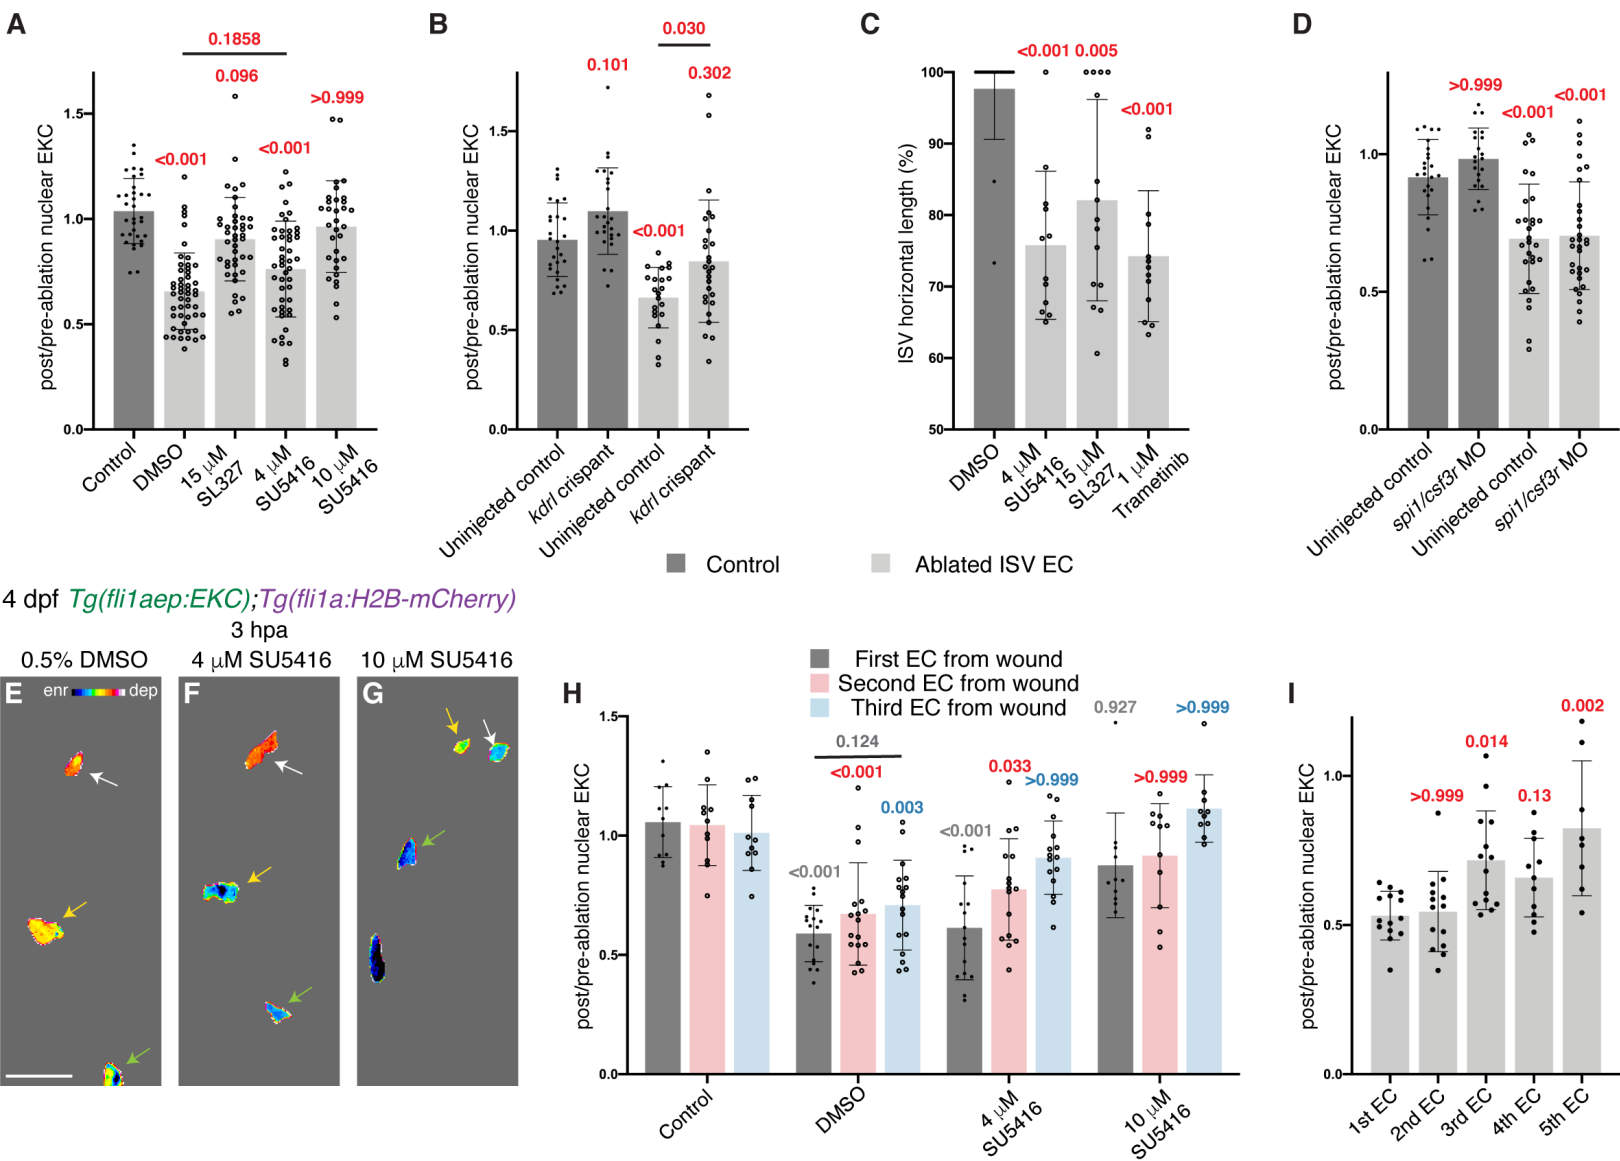 A
0.1858
0.096
>0.999
<0.001
<0.001
1.5
1.0
0.5
0.0
post/pre-ablation nuclear EKC
Control
DMSO
15 µM
SL327
4 µM
SU5416
10 µM
SU5416
B
0.030
0.101
0.302
<0.001
1.5
1.0
0.5
0.0
post/pre-ablation nuclear EKC
Uninjected control
kdrl crispant
Uninjected control
kdrl crispant
C
<0.001 0.005
<0.001
100
90
80
70
60
50
ISV horizontal length (%)
DMSO
4 µM
SU5416
15 µM
SL327
1 µM
Trametinib
D
>0.999
<0.001
<0.001
1.0
0.5
0.0
post/pre-ablation nuclear EKC
Uninjected control
spi1/csf3r MO
Uninjected control
spi1/csf3r MO
Control
Ablated ISV EC
4 dpf Tg(fli1aep:EKC);Tg(fli1a:H2B-mCherry)
3 hpa
0.5% DMSO
4 µM SU5416
10 µM SU5416
E
enr
dep
F
G
H
First EC from wound
Second EC from wound
Third EC from wound
0.124
<0.001
<0.001
0.003
<0.001
0.033
>0.999
0.927
>0.999
>0.999
1.5
1.0
0.5
0.0
post/pre-ablation nuclear EKC
Control
DMSO
4 µM
SU5416
10 µM
SU5416
I
0.002
0.014
>0.999
0.13
1.0
0.5
0.0
post/pre-ablation nuclear EKC
1st EC
2nd EC
3rd EC
4th EC
5th EC